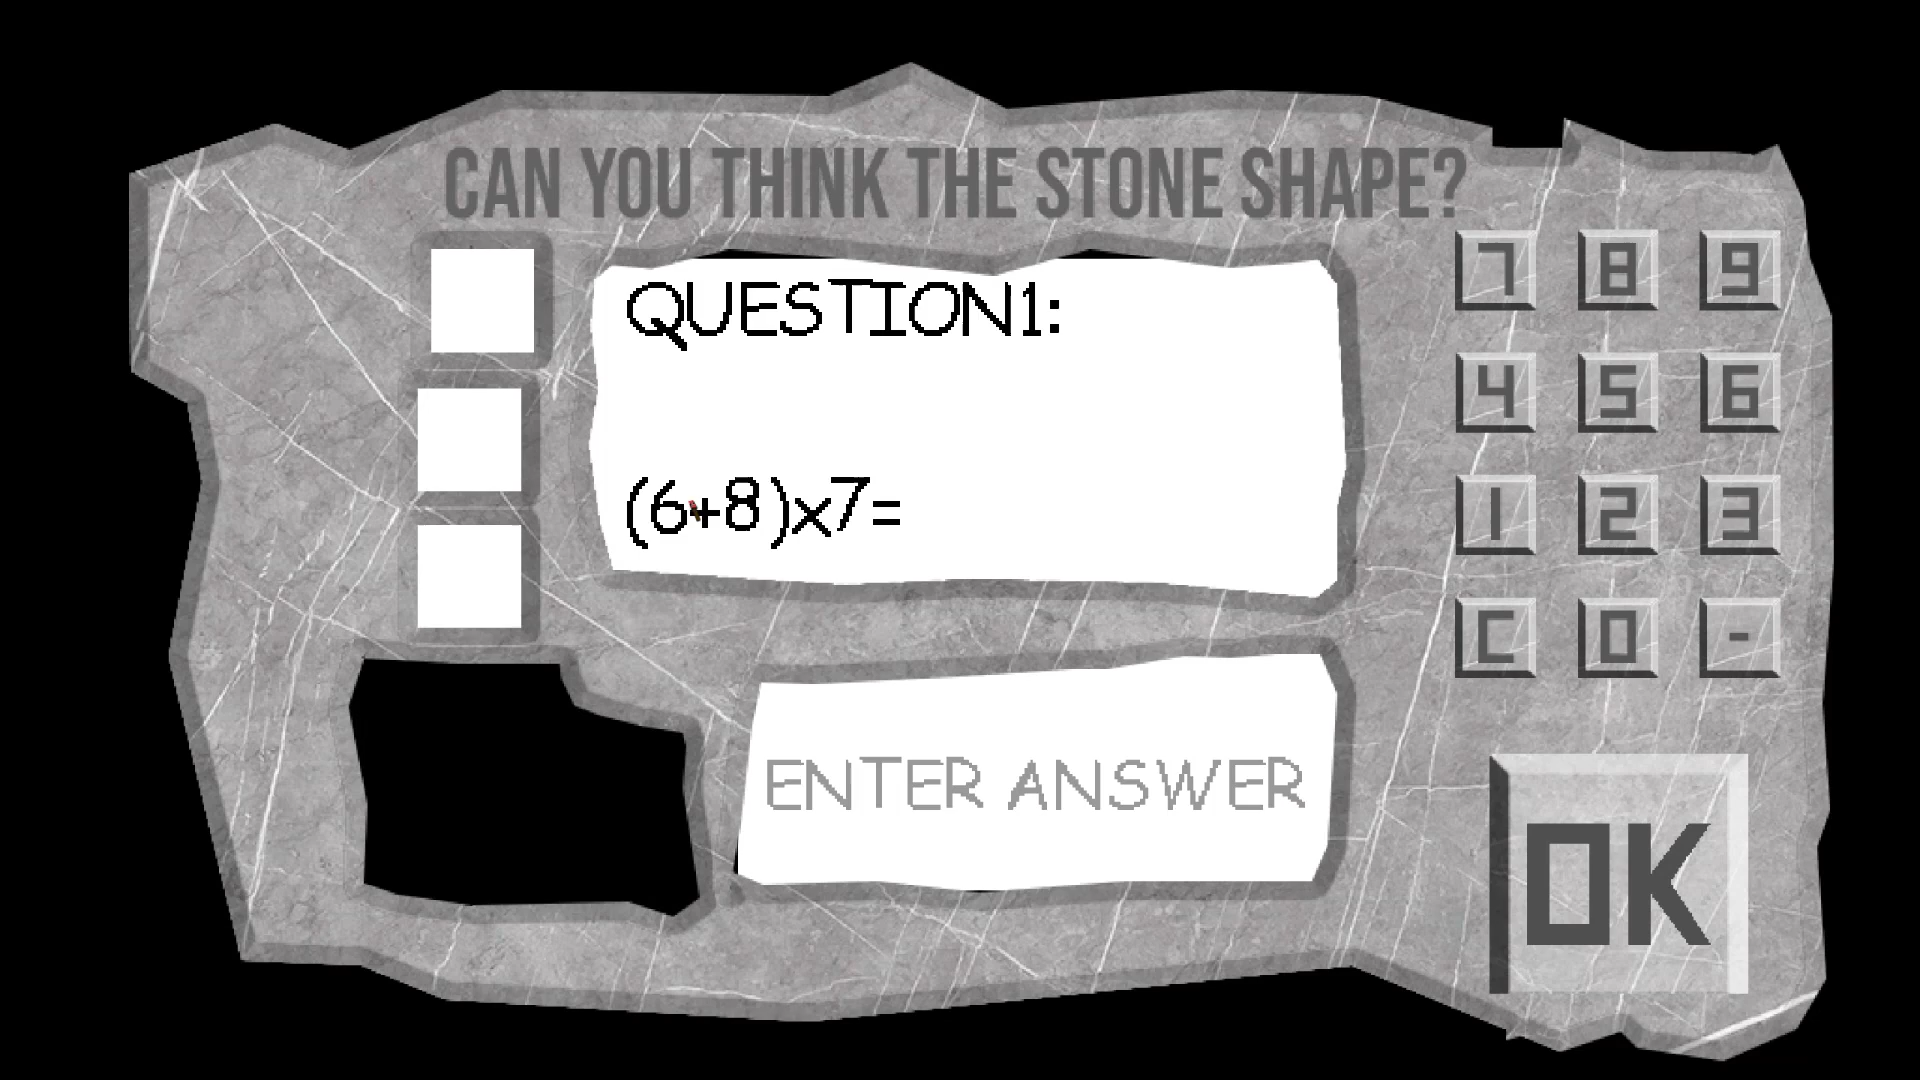 CAN YOU THINK THE STONE SHAPE?
QUESTION1:
(6+8)x7=
ENTER ANSWER
7 8 9
4 5 6
1 2 3
C 0 -
OK